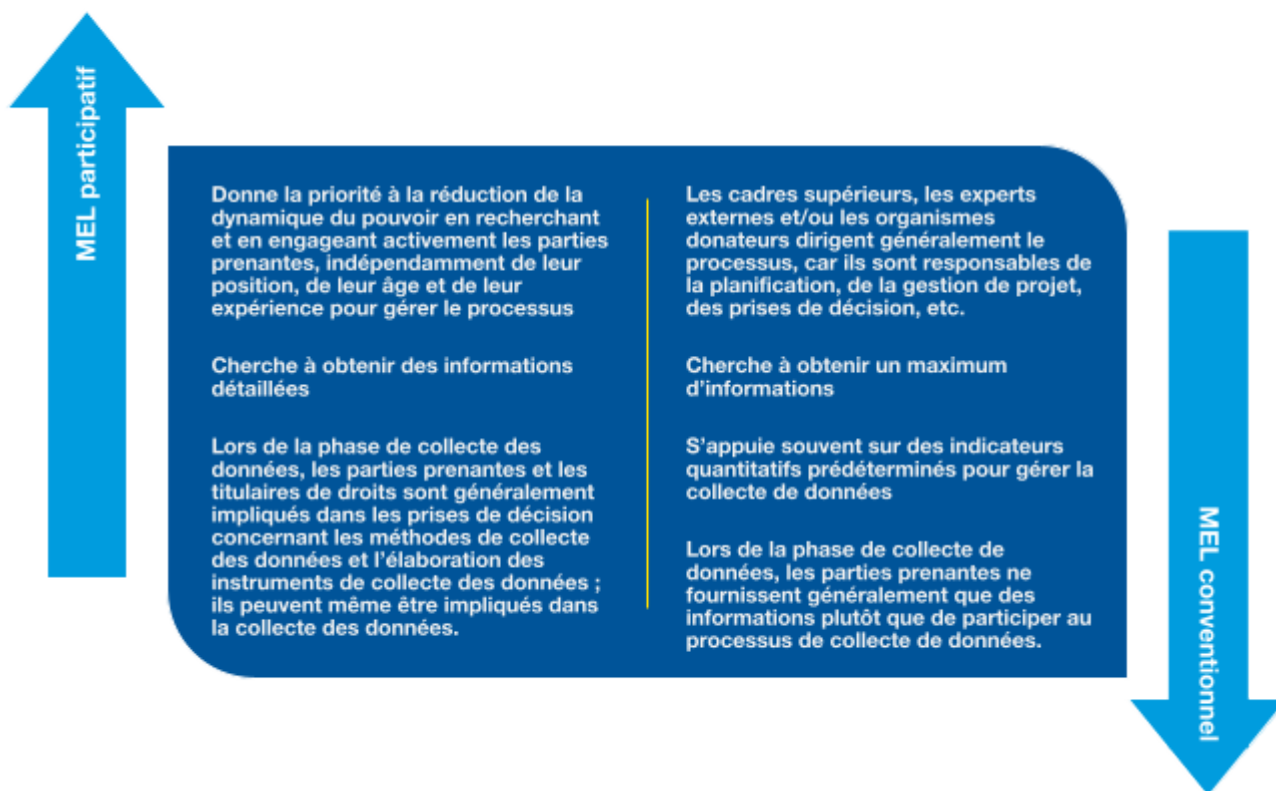 MEL participatif
Donne la priorité à la réduction de la
dynamique du pouvoir en recherchant
et en engageant activement les parties
prenantes, indépendamment de leur
position, de leur âge et de leur
expérience pour gérer le processus
Cherche à obtenir des informations
détaillées
Lors de la phase de collecte des
données, les parties prenantes et les
titulaires de droits sont généralement
impliqués dans les prises de décision
concernant les méthodes de collecte
des données et l'élaboration des
instruments de collecte des données ;
ils peuvent même être impliqués dans
la collecte des données.
Les cadres supérieurs, les experts
externes et/ou les organismes
donateurs dirigent généralement le
processus, car ils sont responsables de
la planification, de la gestion de projet,
des prises de décision, etc.
Cherche à obtenir un maximum
d'informations
S'appuie souvent sur des indicateurs
quantitatifs prédéterminés pour gérer la
collecte de données
Lors de la phase de collecte de
données, les parties prenantes ne
fournissent généralement que des
informations plutôt que de participer au
processus de collecte de données.
MEL conventionnel